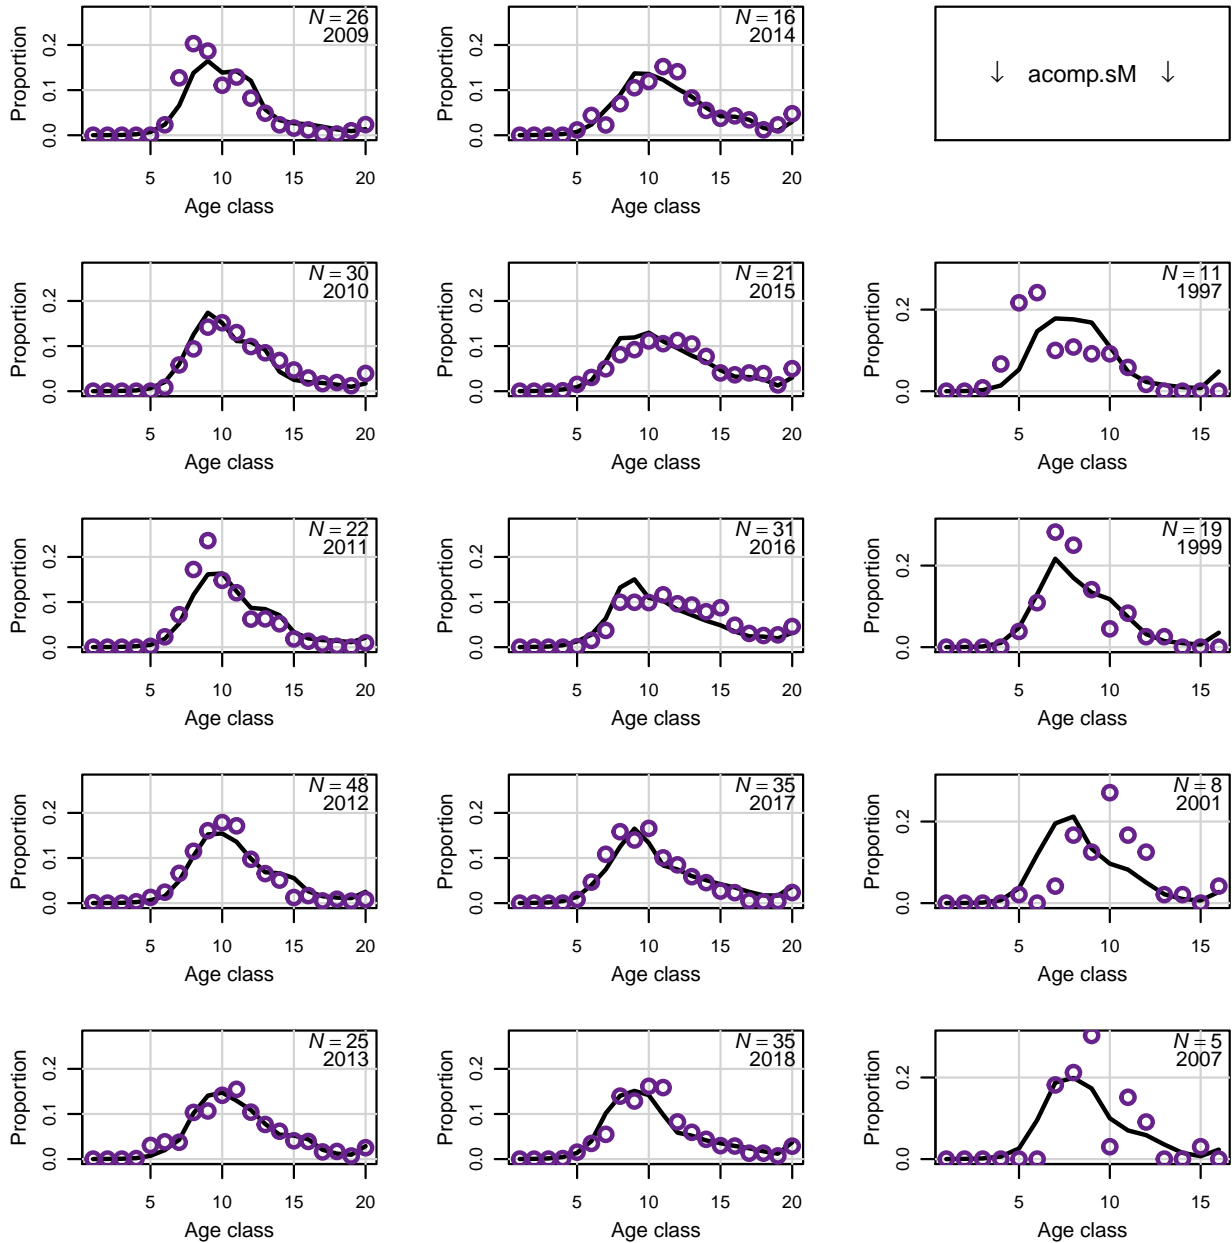 N = 26
2009
Proportion
0.0 0.2
5 10 15 20
Age class
N = 16
2014
Proportion
0.0 0.1 0.2
5 10 15 20
Age class
↓ acomp.sM ↓
N = 30
2010
Proportion
0.0 0.2
5 10 15 20
Age class
N = 21
2015
Proportion
0.0 0.1 0.2
5 10 15 20
Age class
N = 11
1997
Proportion
0.0 0.2
5 10 15
Age class
N = 22
2011
Proportion
0.0 0.2
5 10 15 20
Age class
N = 31
2016
Proportion
0.0 0.1 0.2
5 10 15 20
Age class
N = 19
1999
Proportion
0.0 0.2
5 10 15
Age class
N = 48
2012
Proportion
0.0 0.2
5 10 15 20
Age class
N = 35
2017
Proportion
0.0 0.1 0.2
5 10 15 20
Age class
N = 8
2001
Proportion
0.0 0.2
5 10 15
Age class
N = 25
2013
Proportion
0.0 0.2
5 10 15 20
Age class
N = 35
2018
Proportion
0.0 0.1 0.2
5 10 15 20
Age class
N = 5
2007
Proportion
0.0 0.2
5 10 15
Age class